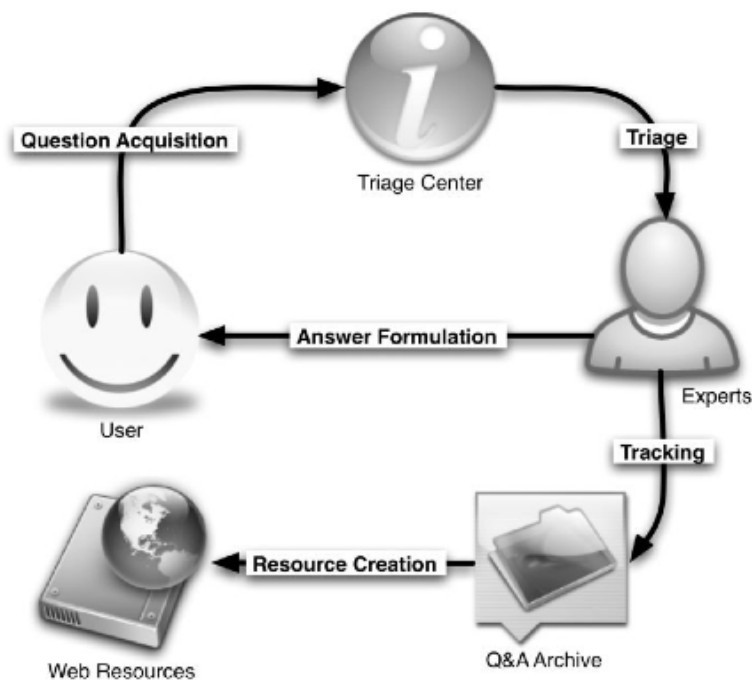 Question Acquisition
Triage
Triage Center
Answer Formulation
User
Experts
Tracking
Resource Creation
Web Resources
Q&A Archive